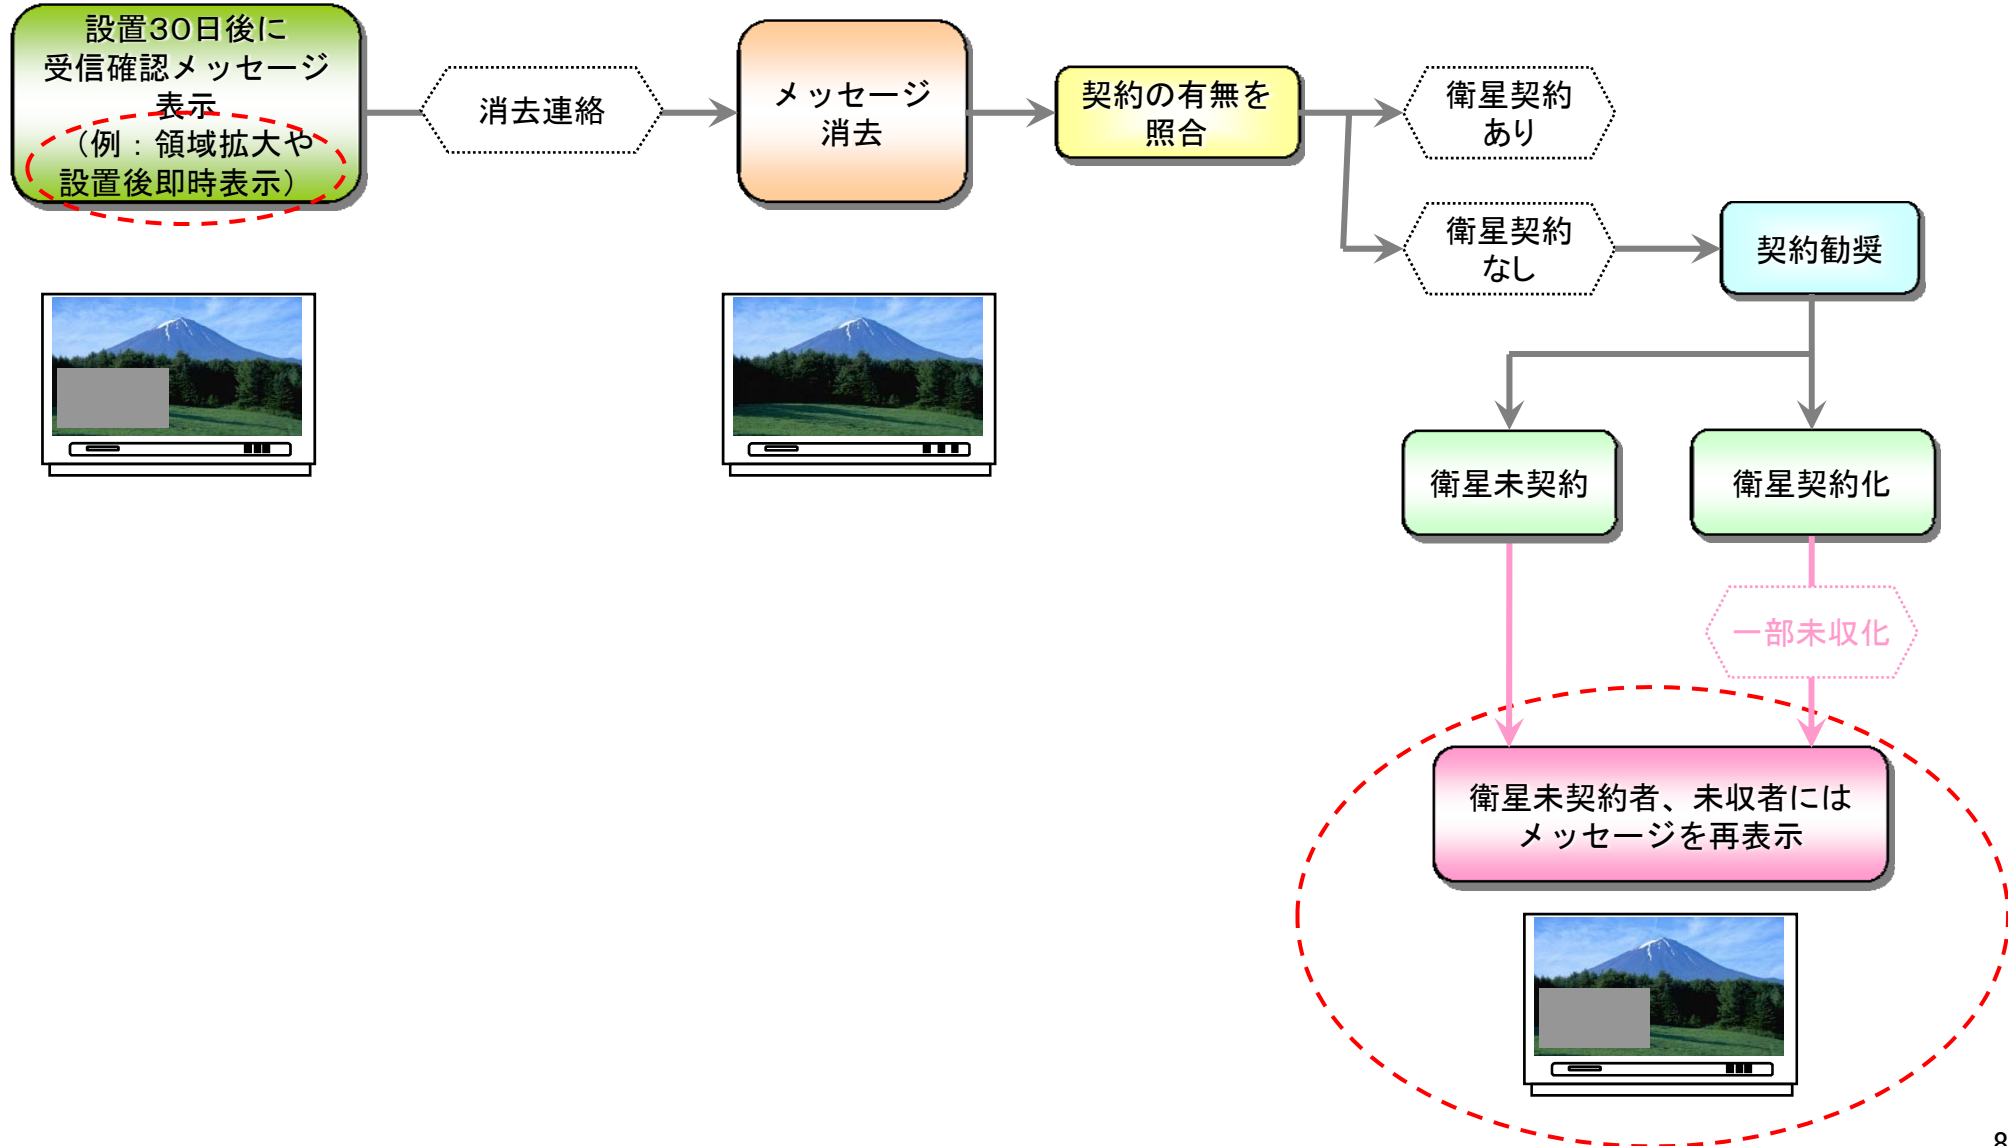 設置30日後に
受信確認メッセージ
表示
（例：領域拡大や
設置後即時表示）
消去連絡
メッセージ
消去
契約の有無を
照合
衛星契約
あり
衛星契約
なし
契約勧奨
衛星未契約
衛星契約化
一部未収化
衛星未契約者、未収者には
メッセージを再表示
8